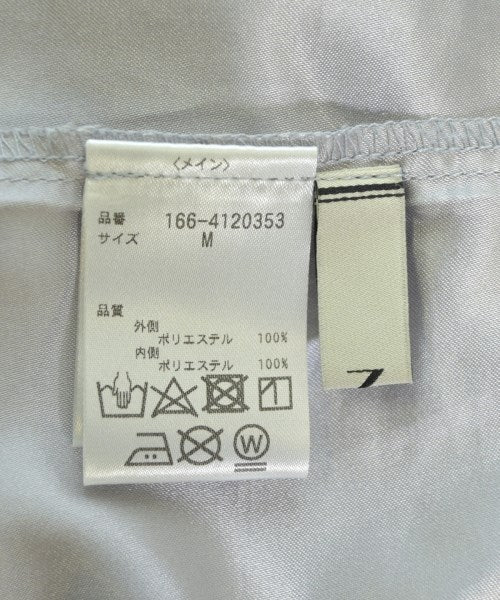 〈メイン〉
品番 166-4120353
サイズ M
品質
外側
ポリエステル 100%
内側
ポリエステル 100%
W